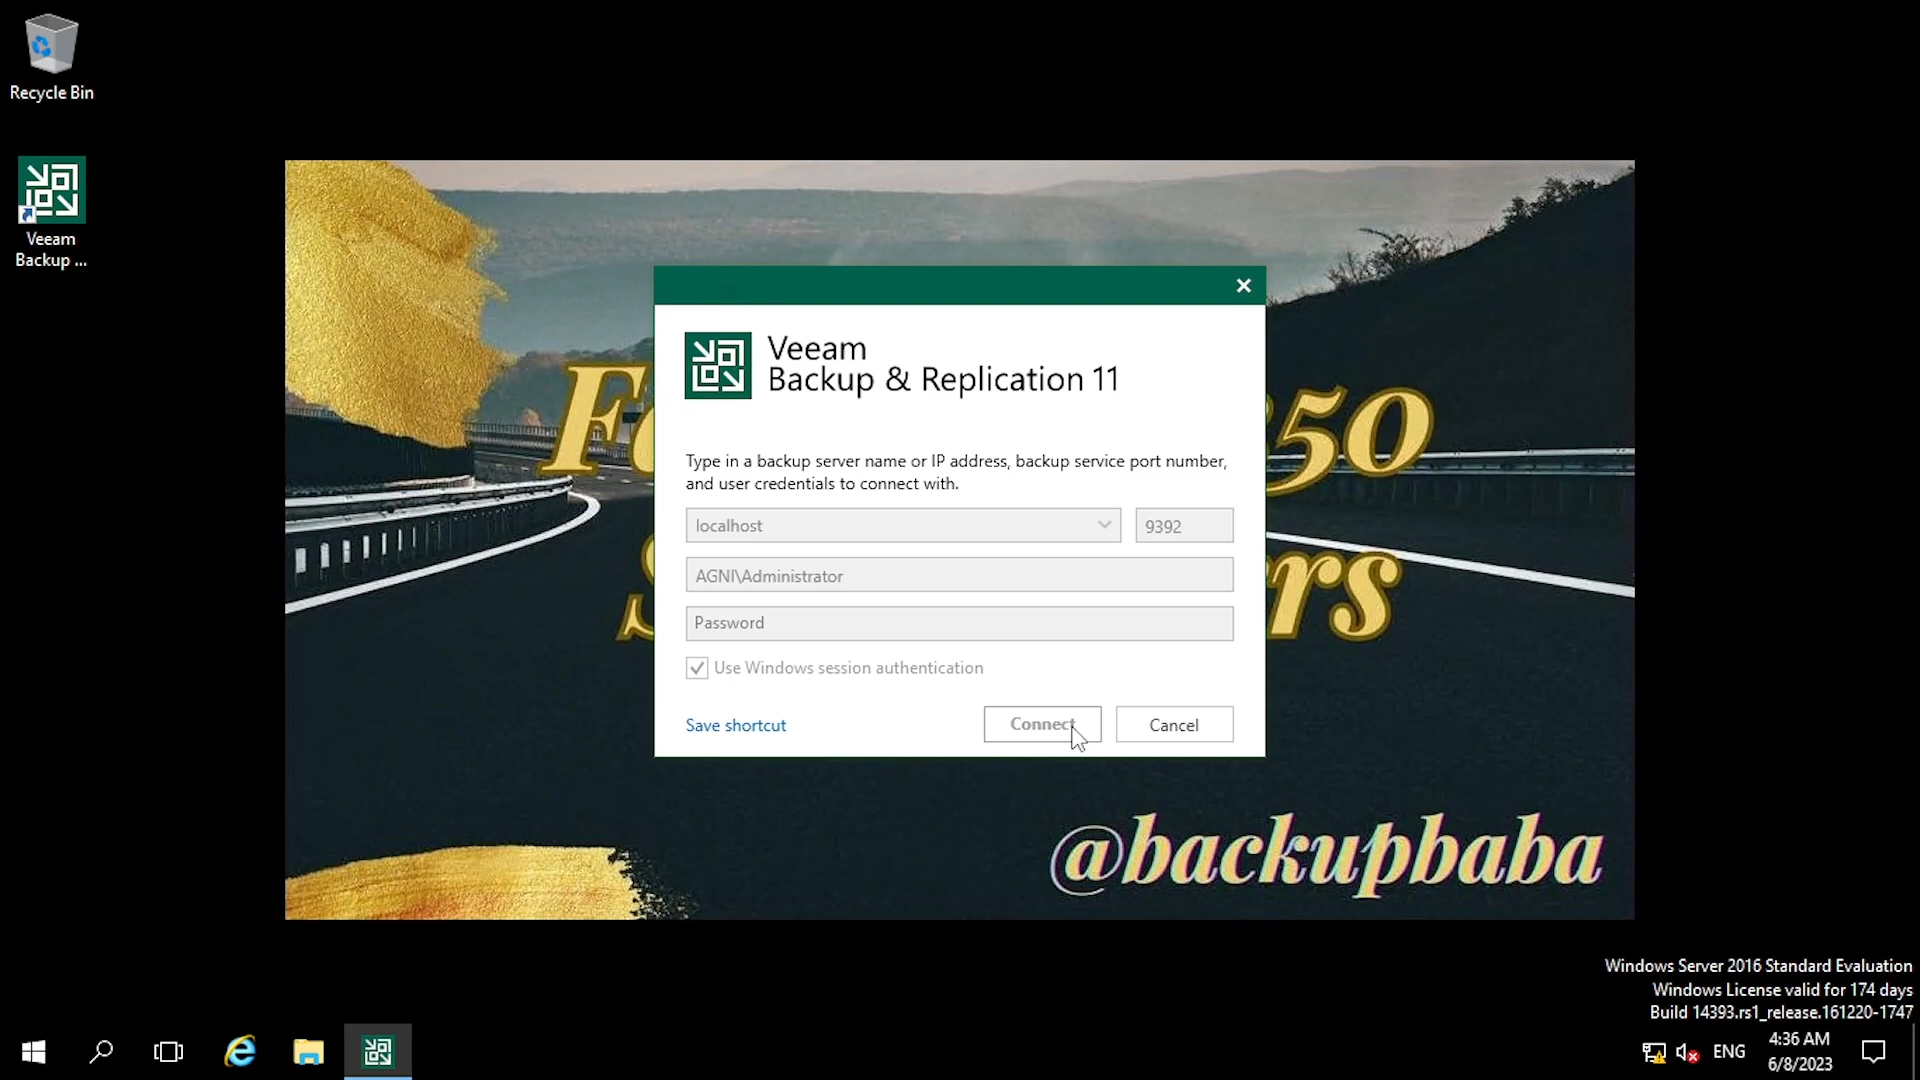 Recycle Bin
Veeam
Backup ...
Veeam
Backup & Replication 11
Type in a backup server name or IP address, backup service port number,
and user credentials to connect with.
localhost
9392
AGNI\Administrator
Password
Use Windows session authentication
Save shortcut
Connect
Cancel
50
rs
@backupbaba
Windows Server 2016 Standard Evaluation
Windows License valid for 174 days
Build 14393.rs1_release.161220-1747
ENG
4:36 AM
6/8/2023